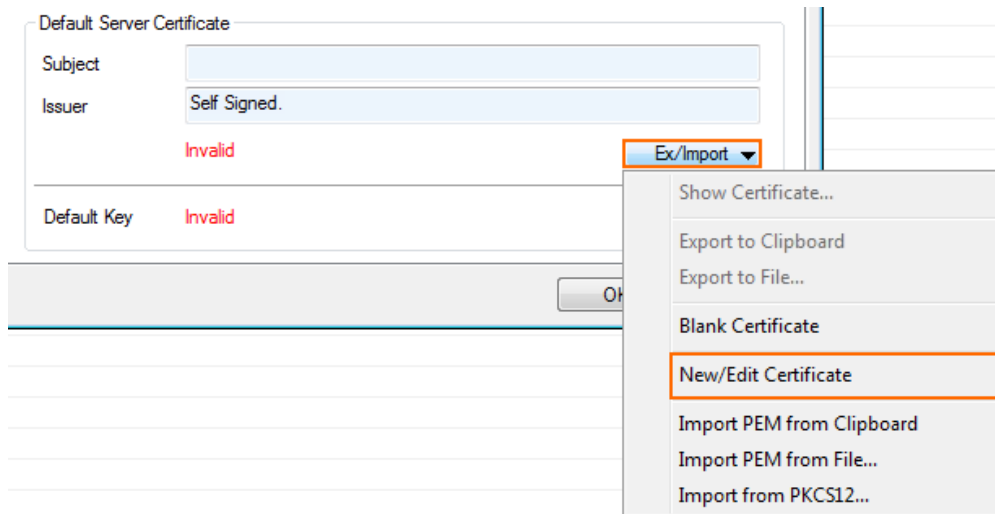 Default Server Certificate
Subject
Issuer Self Signed.
Invalid Ex/Import
Show Certificate...
Default Key Invalid
Export to Clipboard
Export to File...
Blank Certificate
New/Edit Certificate
Import PEM from Clipboard
Import PEM from File...
Import from PKCS12...